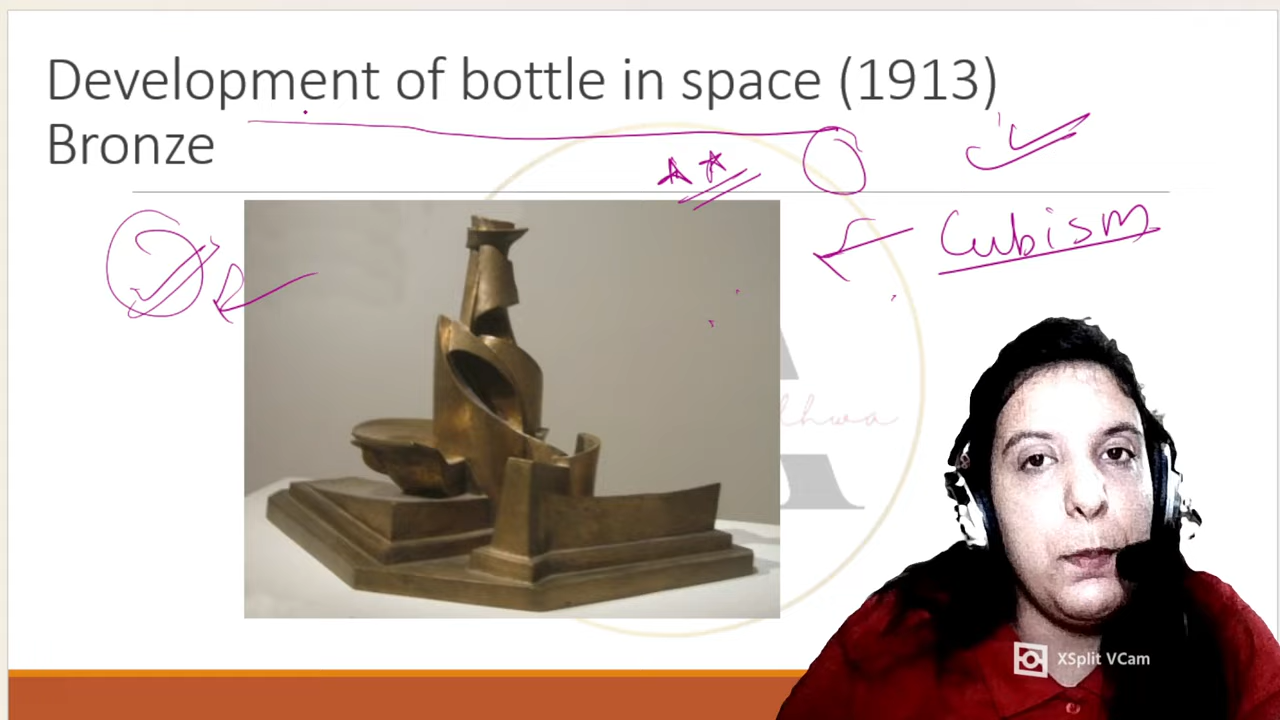 Development of bottle in space (1913)
Bronze
Cubism
XSplit VCam